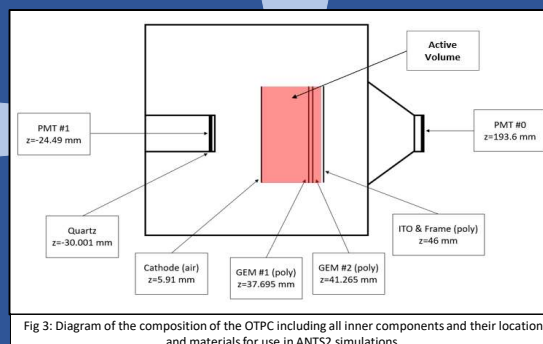 Active
Volume
PMT #1
z=-24.49 mm
PMT #0
z=193.6 mm
Quartz
z=-30.001 mm
Cathode (air)
z=5.91 mm
GEM #1 (poly)
z=37.695 mm
GEM #2 (poly)
z=41.265 mm
ITO & Frame (poly)
z=46 mm
Fig 3: Diagram of the composition of the OTPC including all inner components and their location
and materials for use in ANTS2 simulations